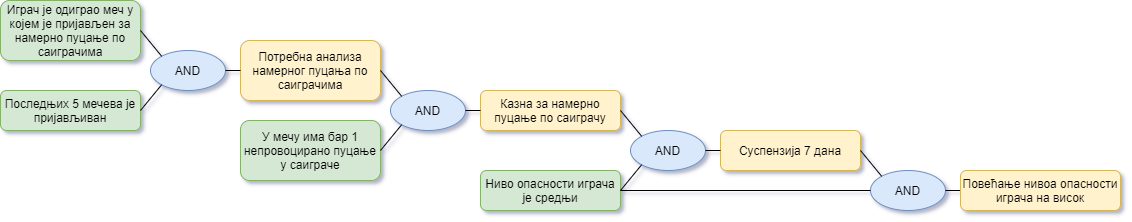 Играч је одиграо меч у
којем је пријављен за
намерно пуцање по
саиграчима
AND
Последњих 5 мечева је
пријављиван
Потребна анализа
намерног пуцања по
саиграчима
AND
У мечу има бар 1
непровоцирано пуцање
у саиграче
Казна за намерно
пуцање по саиграчу
AND
Ниво опасности играча
је средњи
Суспензија 7 дана
AND
Повећање нивоа опасности
играча на висок